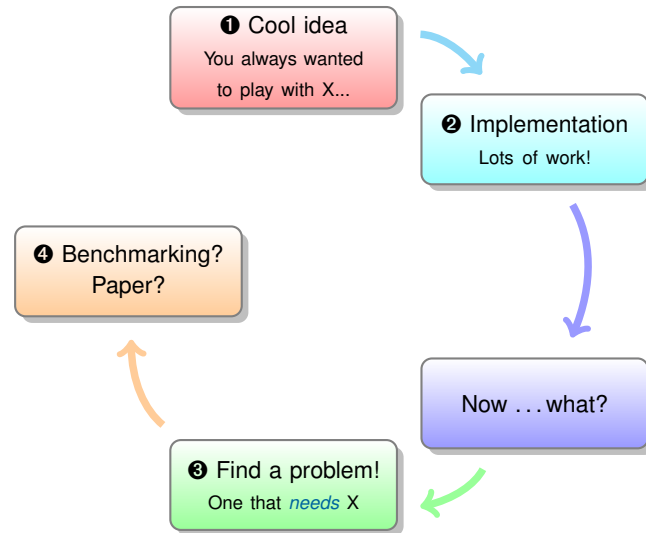 ❶ Cool idea
You always wanted
to play with X...
❷ Implementation
Lots of work!
Now ... what?
❸ Find a problem!
One that needs X
❹ Benchmarking?
Paper?